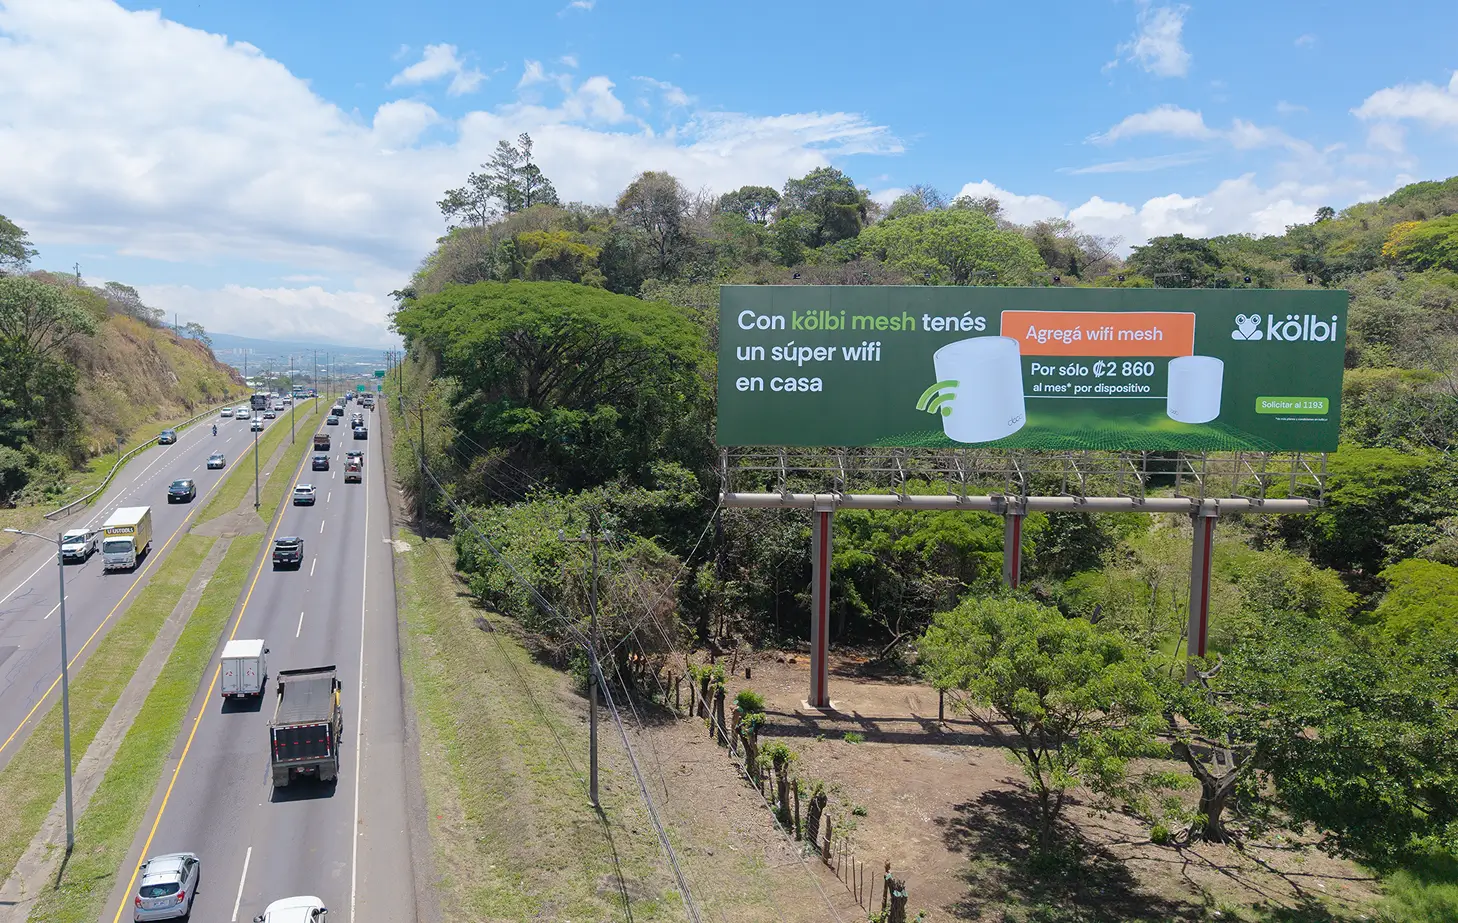 Con kölbi mesh tenés
un súper wifi
en casa
Agregá wifi mesh
Por sólo ₡2 860
al mes* por dispositivo
kölbi
Solicitar al 1193